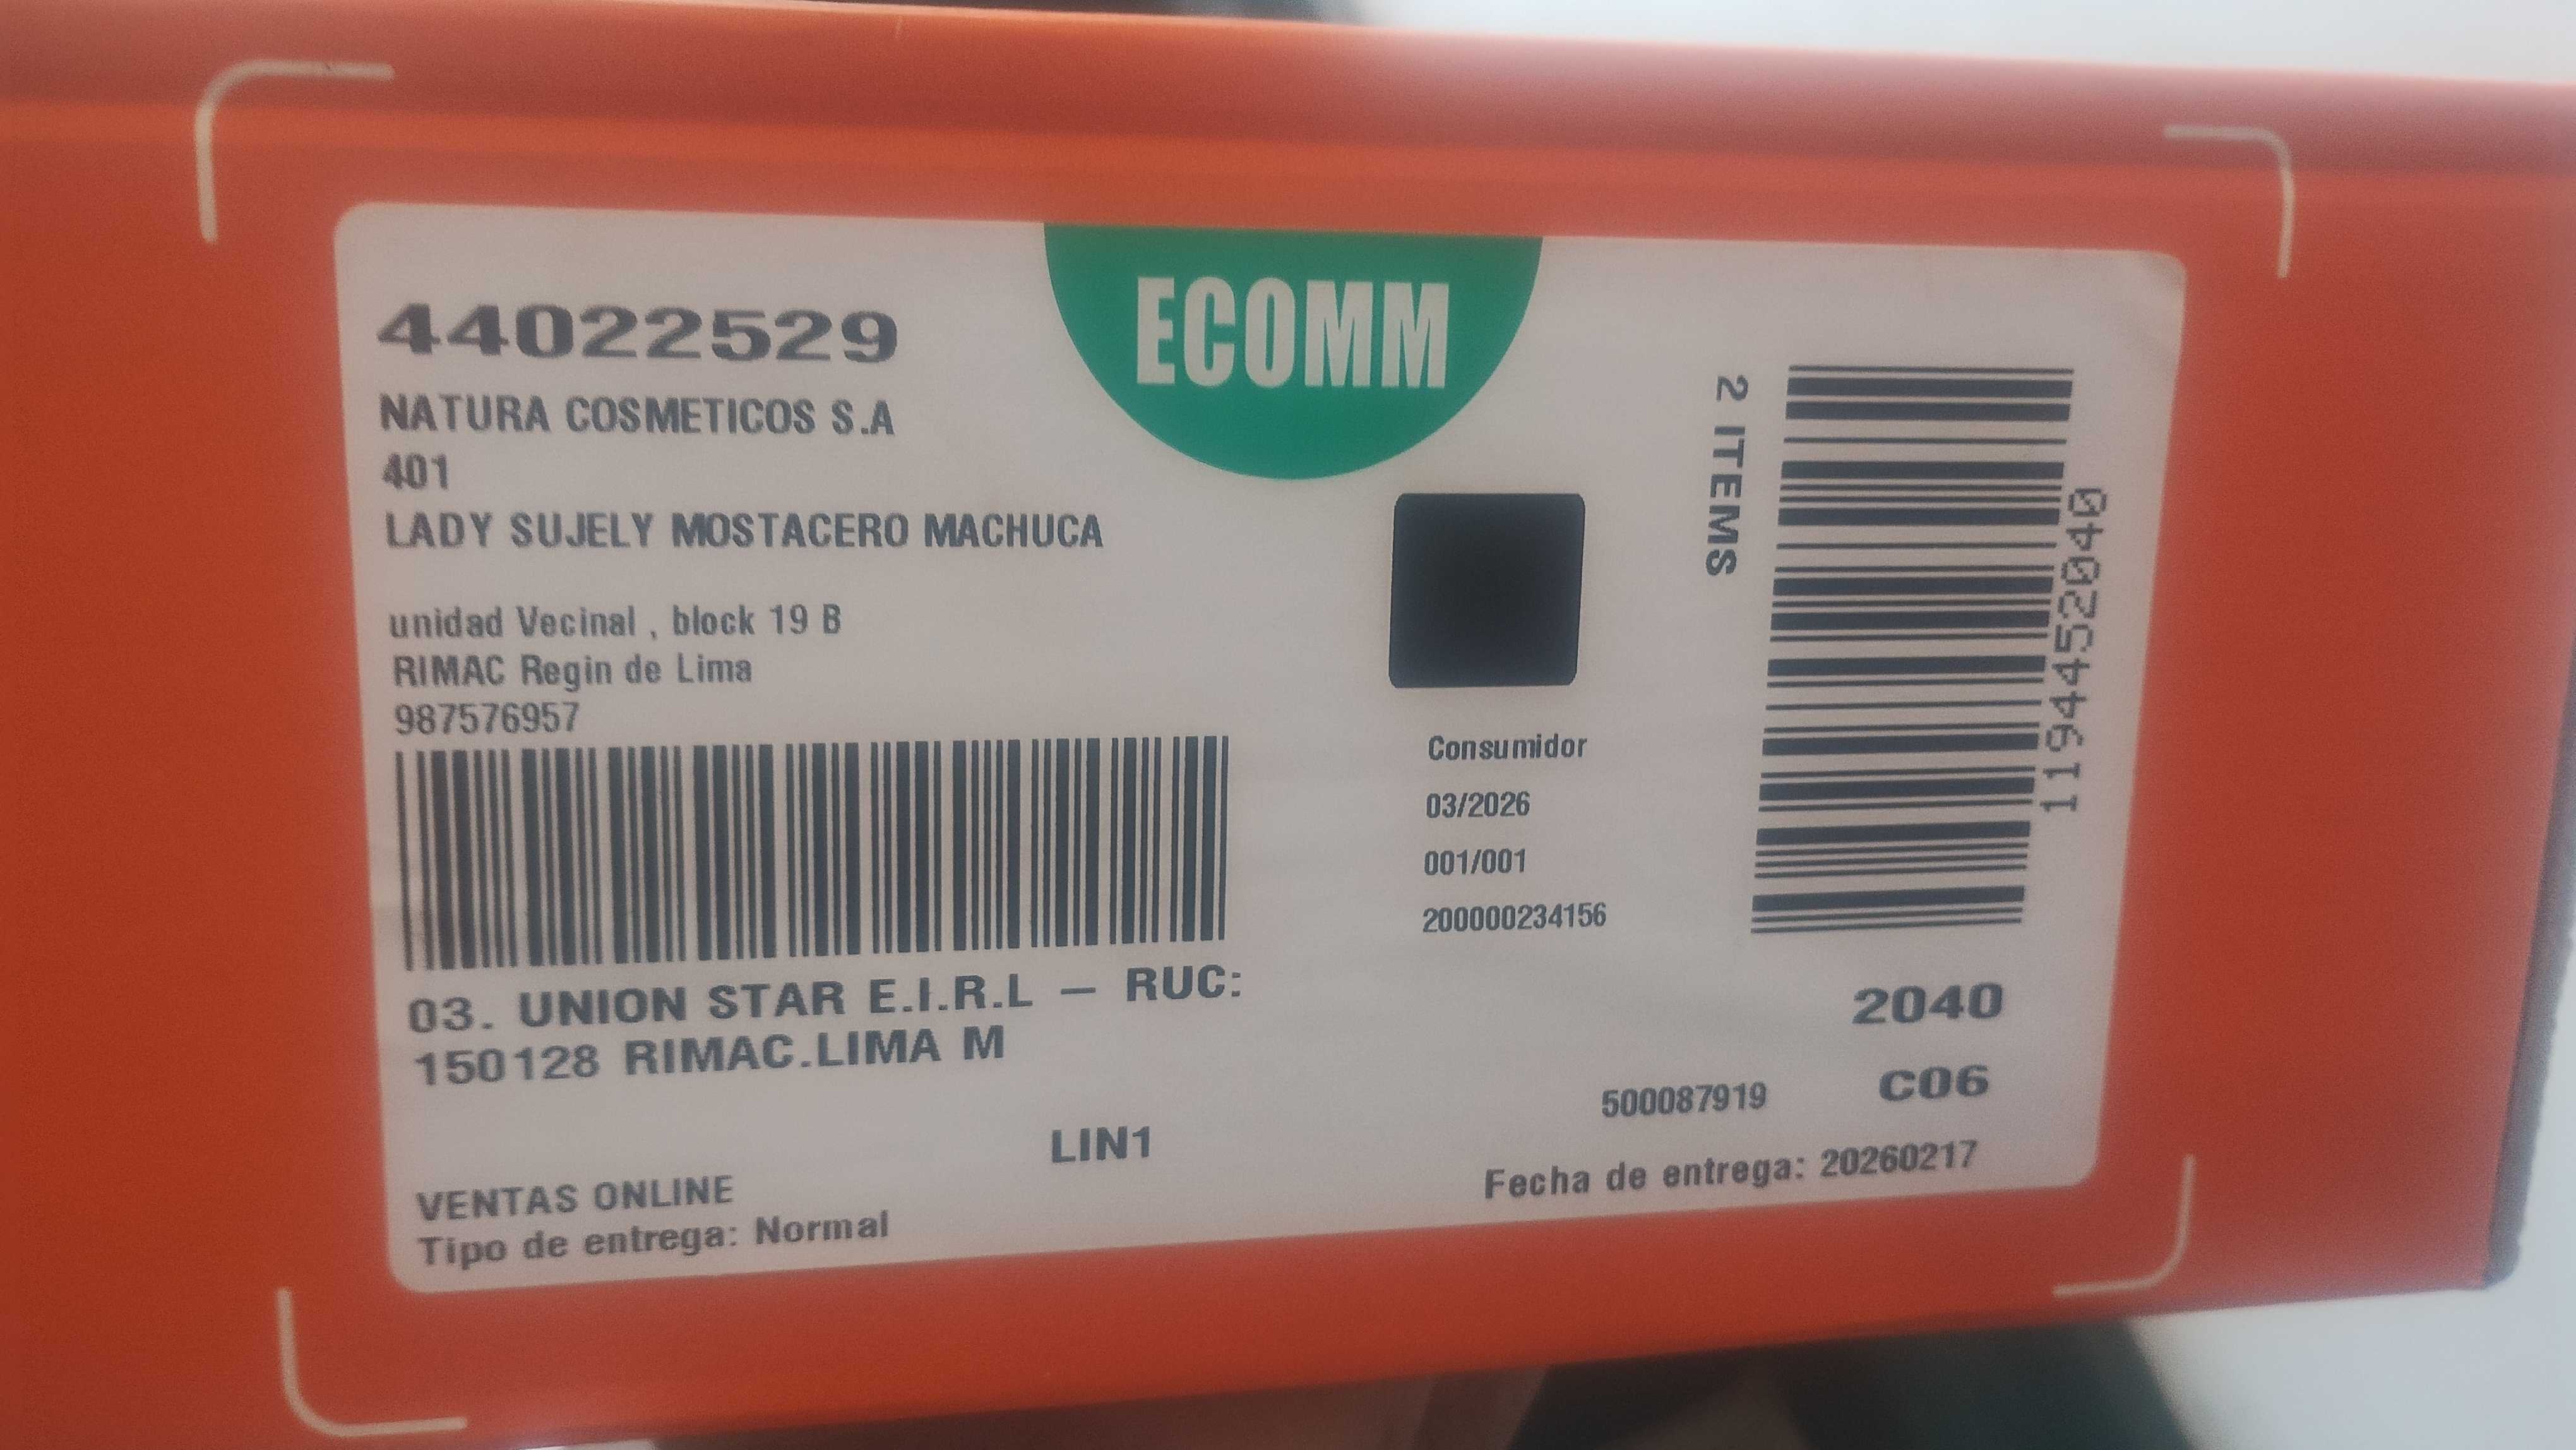 ECOMM
44022529
NATURA COSMETICOS S.A
401
LADY SUJELY MOSTACERO MACHUCA
unidad Vecinal , block 19 B
RIMAC Regin de Lima
987576957
03. UNION STAR E.I.R.L – RUC:
150128 RIMAC.LIMA M
LIN1
VENTAS ONLINE
Tipo de entrega: Normal
Consumidor
03/2026
001/001
200000234156
2 ITEMS
1194452040
2040
C06
500087919
Fecha de entrega: 20260217